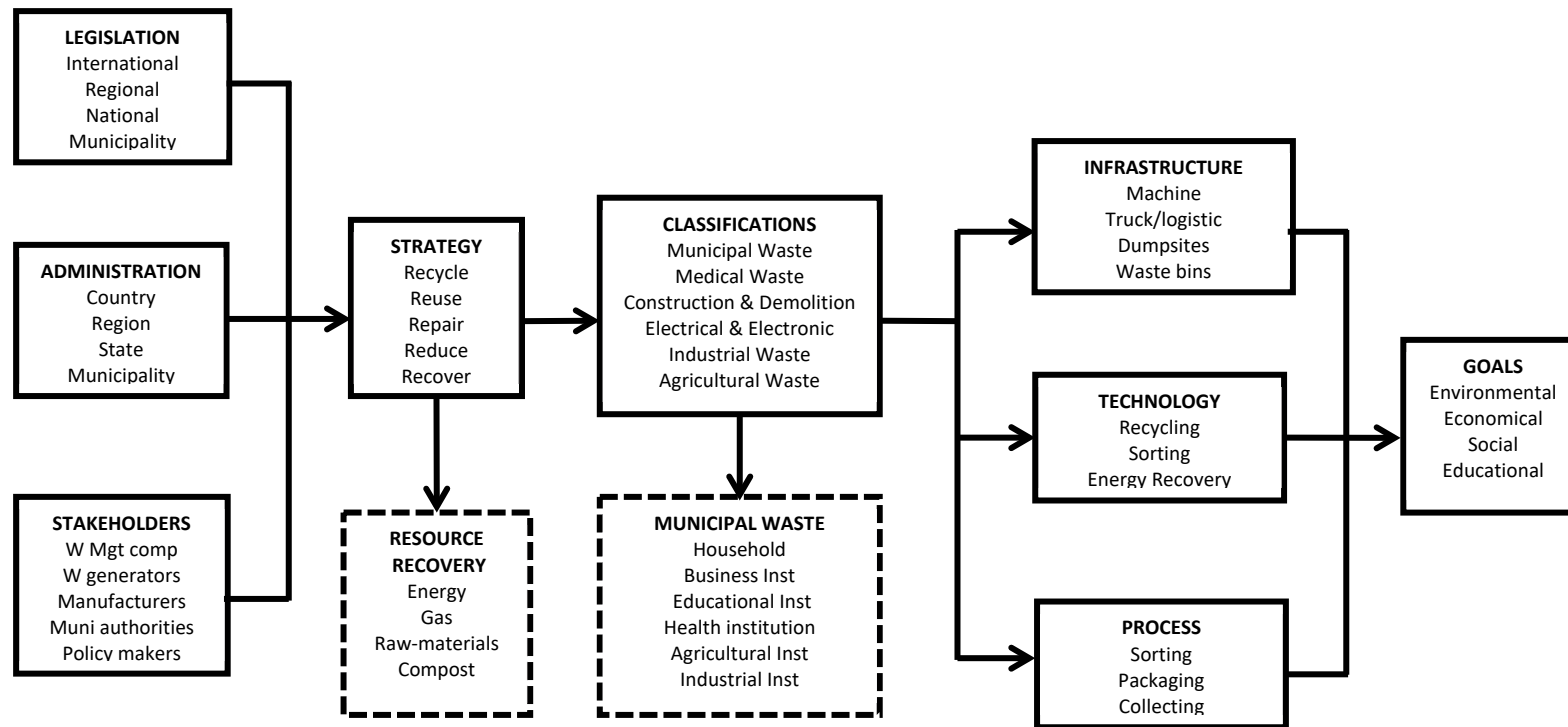 LEGISLATION
International
Regional
National
Municipality
ADMINISTRATION
Country
Region
State
Municipality
STAKEHOLDERS
W Mgt comp
W generators
Manufacturers
Muni authorities
Policy makers
STRATEGY
Recycle
Reuse
Repair
Reduce
Recover
RESOURCE
RECOVERY
Energy
Gas
Raw-materials
Compost
CLASSIFICATIONS
Municipal Waste
Medical Waste
Construction & Demolition
Electrical & Electronic
Industrial Waste
Agricultural Waste
MUNICIPAL WASTE
Household
Business Inst
Educational Inst
Health institution
Agricultural Inst
Industrial Inst
INFRASTRUCTURE
Machine
Truck/logistic
Dumpsites
Waste bins
TECHNOLOGY
Recycling
Sorting
Energy Recovery
PROCESS
Sorting
Packaging
Collecting
GOALS
Environmental
Economical
Social
Educational